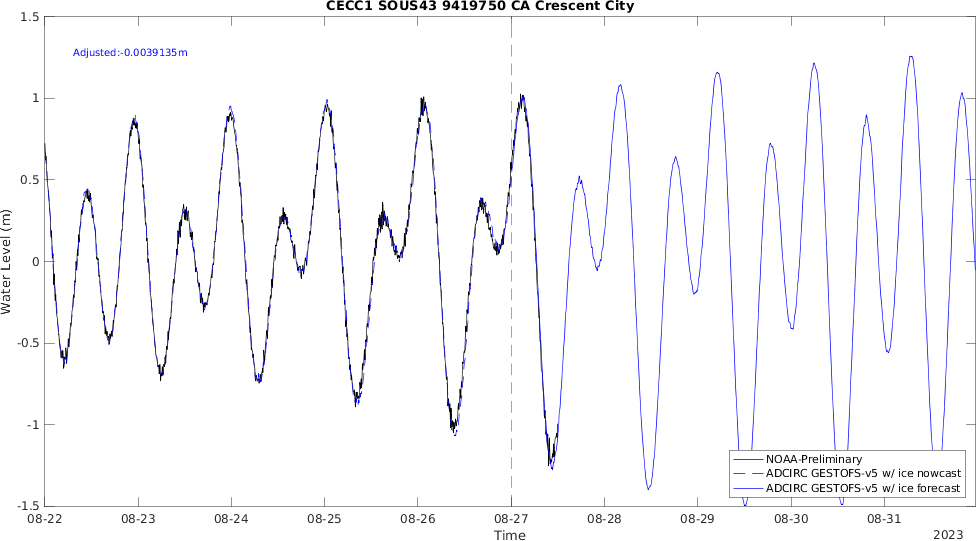 CECC1 SOUS43 9419750 CA Crescent City
Adjusted:-0.0039135m
1.5
1
0.5
0
-0.5
-1
-1.5
Water Level (m)
NOAA-Preliminary
ADCIRC GESTOFS-v5 w/ ice nowcast
ADCIRC GESTOFS-v5 w/ ice forecast
08-22 08-23 08-24 08-25 08-26 08-27 08-28 08-29 08-30 08-31
Time
2023